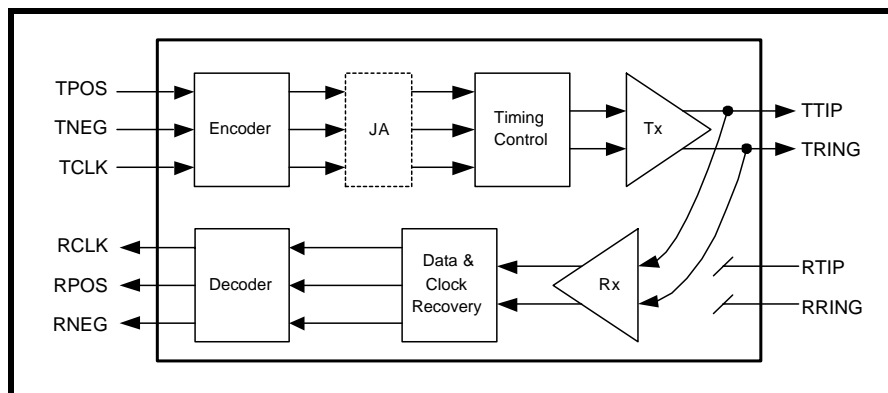 TPOS
TNEG
TCLK
Encoder
JA
Timing
Control
Tx
TTIP
TRING
RCLK
RPOS
RNEG
Decoder
Data &
Clock
Recovery
Rx
RTIP
RRING